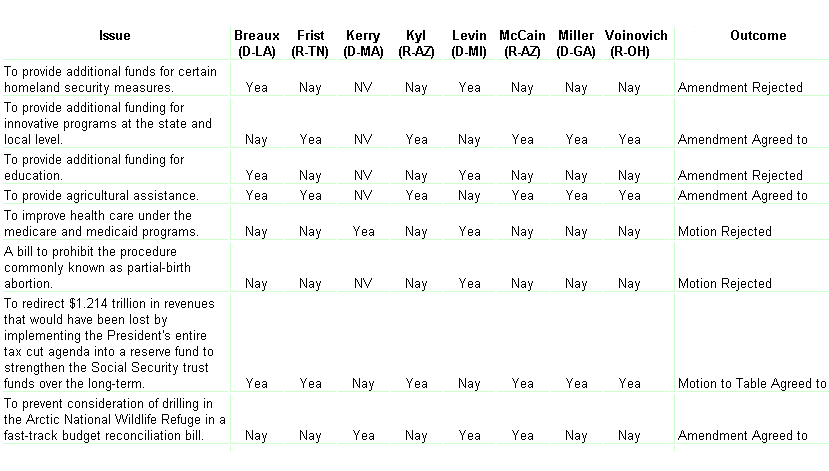 Issue Breaux Frist Kerry Kyl Levin McCain Miller Voinovich Outcome
(D-LA) (R-TN) (D-MA) (R-AZ) (D-MI) (R-AZ) (D-GA) (R-OH)
To provide additional funds for certain
homeland security measures. Yea Nay NV Nay Yea Nay Nay Nay Amendment Rejected
To provide additional funding for
innovative programs at the state and
local level. Nay Yea NV Yea Nay Yea Yea Yea Amendment Agreed to
To provide additional funding for
education. Yea Nay NV Nay Yea Nay Nay Nay Amendment Rejected
To provide agricultural assistance. Yea Yea NV Yea Nay Yea Yea Yea Amendment Agreed to
To improve health care under the
medicare and medicaid programs. Nay Nay Yea Nay Yea Nay Nay Nay Motion Rejected
A bill to prohibit the procedure
commonly known as partial-birth
abortion. Nay Nay NV Nay Yea Nay Nay Nay Motion Rejected
To redirect $1.214 trillion in revenues
that would have been lost by
implementing the President's entire
tax cut agenda into a reserve fund to
strengthen the Social Security trust
funds over the long-term. Yea Yea Nay Yea Nay Yea Yea Yea Motion to Table Agreed to
To prevent consideration of drilling in
the Arctic National Wildlife Refuge in a
fast-track budget reconciliation bill. Nay Nay Yea Nay Yea Yea Nay Nay Amendment Agreed to